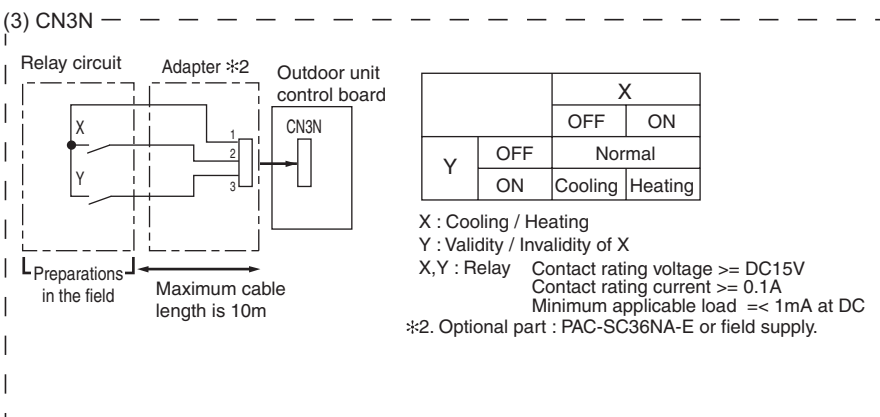 (3) CN3N
Relay circuit
Adapter ✻2
Outdoor unit
control board
X
Y
1
2
3
CN3N
Preparations
in the field
Maximum cable
length is 10m
X
OFF ON
Y OFF Normal
ON Cooling Heating
X : Cooling / Heating
Y : Validity / Invalidity of X
X,Y : Relay Contact rating voltage >= DC15V
Contact rating current >= 0.1A
Minimum applicable load =< 1mA at DC
✻2. Optional part : PAC-SC36NA-E or field supply.